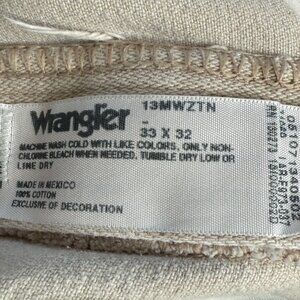 13MWZTN
Wrangler
-
33 X 32
MACHINE WASH COLD WITH LIKE COLORS, ONLY NON-
CHLORINE BLEACH WHEN NEEDED, TUMBLE DRY LOW OR
LINE DRY
MADE IN MEXICO
100% COTTON
EXCLUSIVE OF DECORATION